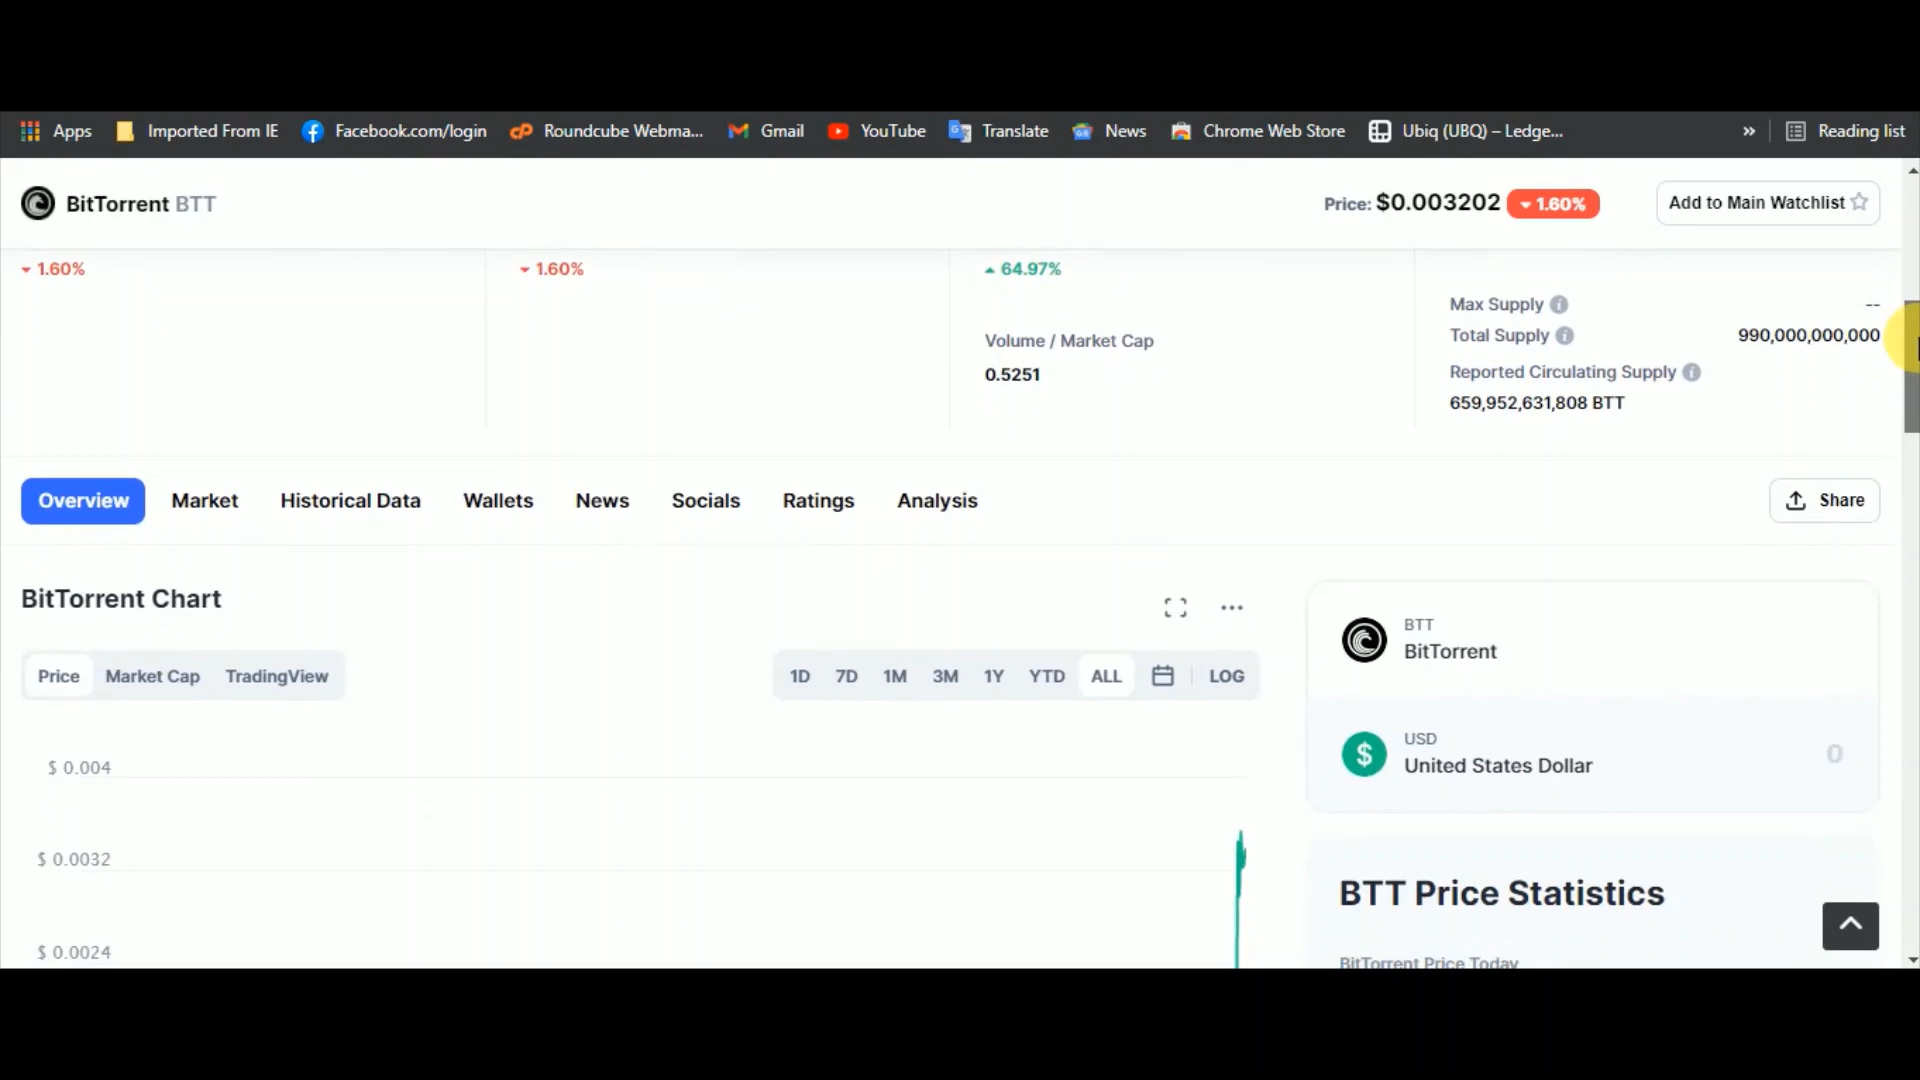 Apps Imported From IE Facebook.com/login Roundcube Webma... Gmail YouTube Translate News Chrome Web Store Ubiq (UBQ) – Ledge... » Reading list
BitTorrent BTT Price: $0.003202 1.60% Add to Main Watchlist
1.60% 1.60% 64.97%
Max Supply --
Total Supply 990,000,000,000
Volume / Market Cap
0.5251
Reported Circulating Supply
659,952,631,808 BTT
Overview Market Historical Data Wallets News Socials Ratings Analysis Share
BitTorrent Chart
Price Market Cap TradingView 1D 7D 1M 3M 1Y YTD ALL LOG
BTT
BitTorrent
USD
United States Dollar 0
$ 0.004
$ 0.0032
$ 0.0024
BTT Price Statistics
BitTorrent Price Today